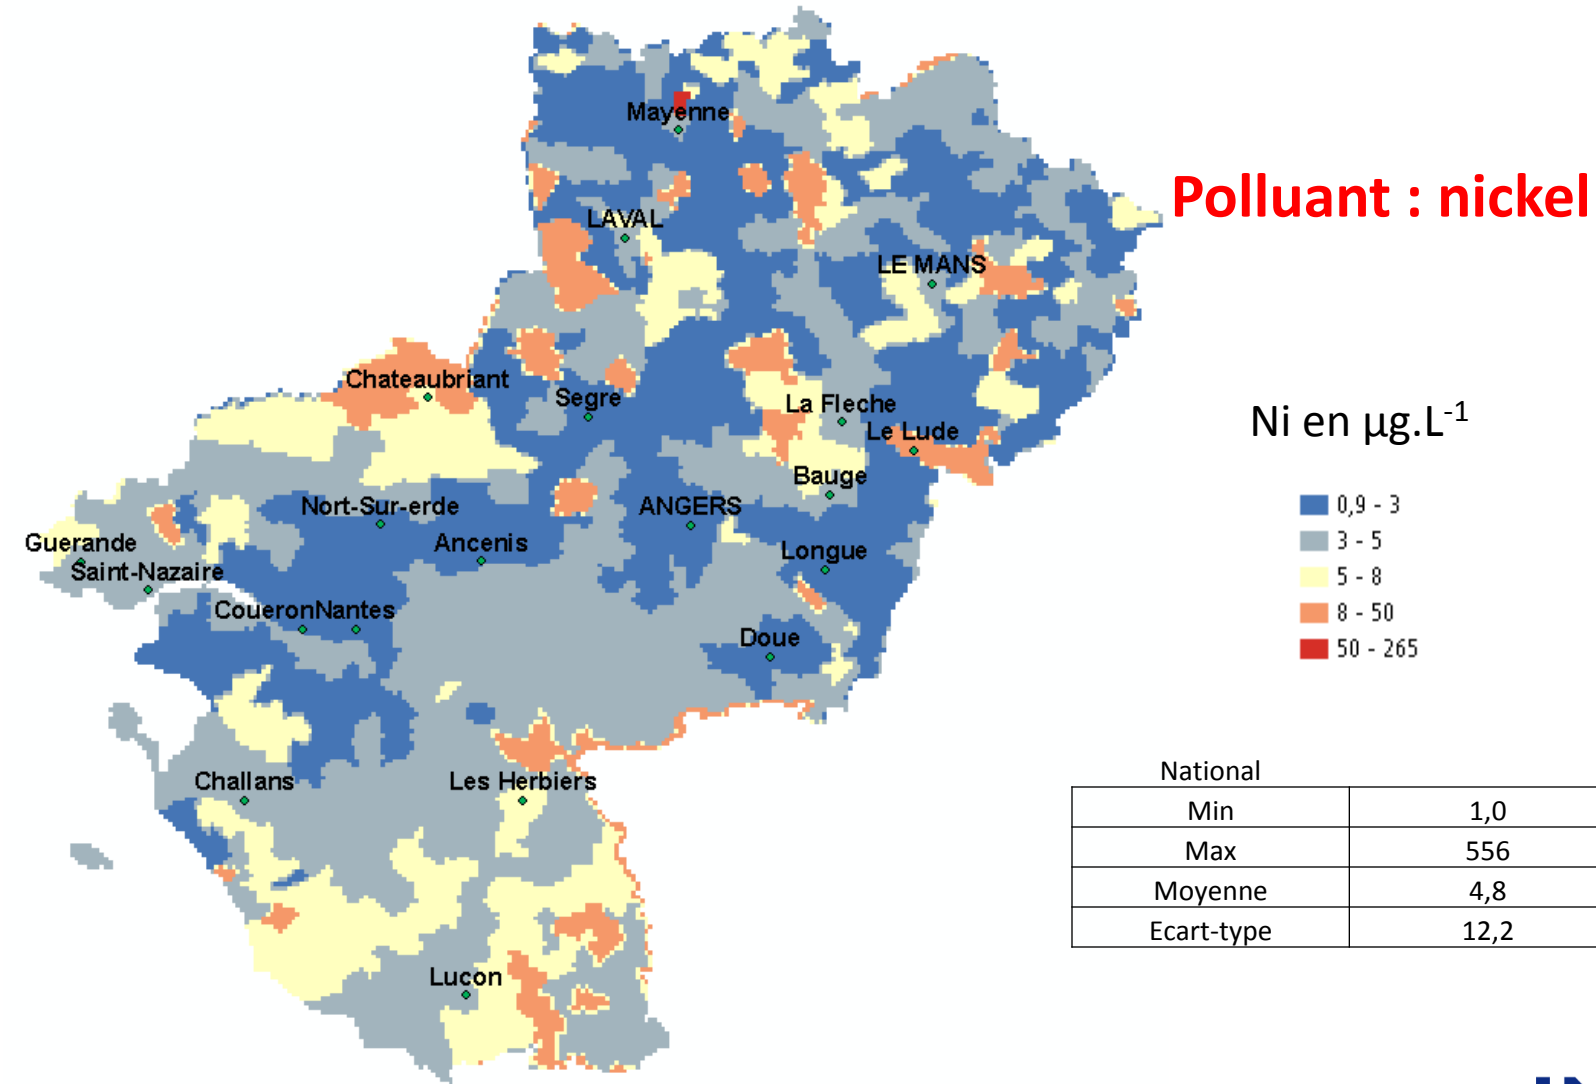 Polluant : nickel
Mayenne
LAVAL
LE MANS
Chateaubriant
Segre
La Fleche
Le Lude
Bauge
Nort-Sur-erde
ANGERS
Guerande
Ancenis
Longue
Saint-Nazaire
Coueron
Nantes
Doue
Challans
Les Herbiers
Lucon
Ni en µg.L-1
0,9 - 3
3 - 5
5 - 8
8 - 50
50 - 265
National
Min 1,0
Max 556
Moyenne 4,8
Ecart-type 12,2